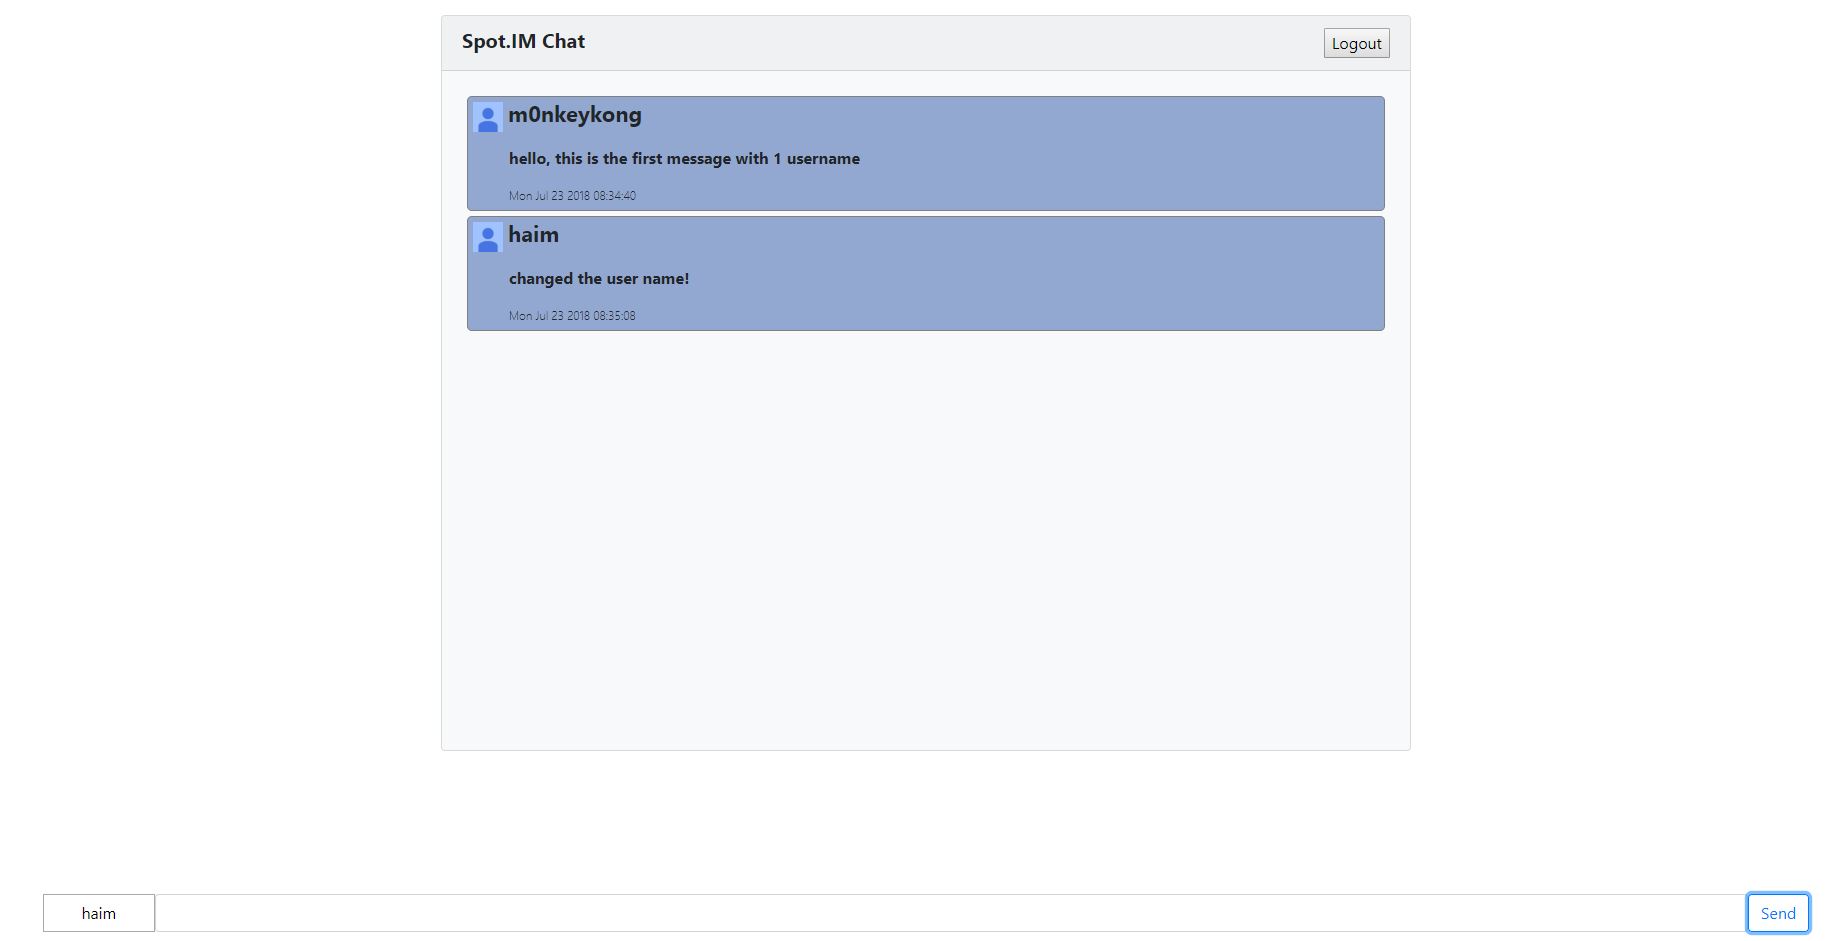 Spot.IM Chat
Logout
m0nkeykong
hello, this is the first message with 1 username
Mon Jul 23 2018 08:34:40
haim
changed the user name!
Mon Jul 23 2018 08:35:08
haim
Send